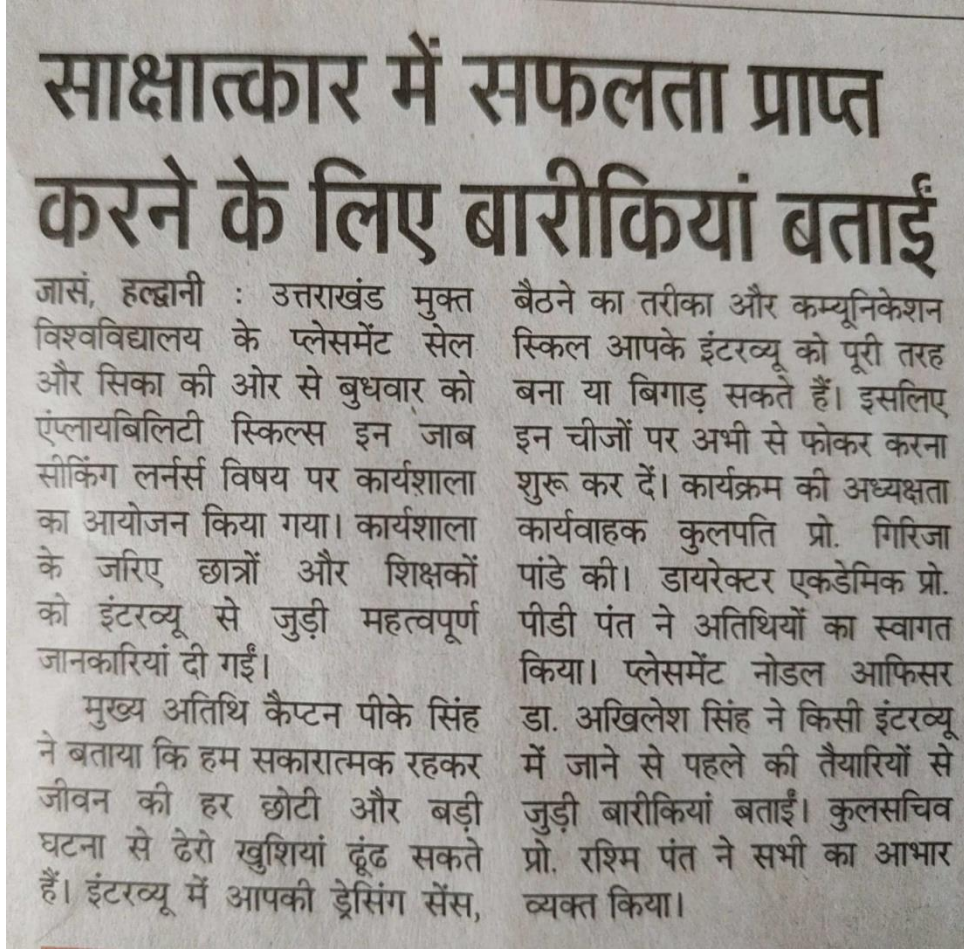 साक्षात्कार में सफलता प्राप्त
करने के लिए बारीकियां बताईं
जासं, हल्द्वानी : उत्तराखंड मुक्त
विश्वविद्यालय के प्लेसमेंट सेल
और सिका की ओर से बुधवार को
एंप्लायबिलिटी स्किल्स इन जाब
सीकिंग लर्नर्स विषय पर कार्यशाला
का आयोजन किया गया। कार्यशाला
के जरिए छात्रों और शिक्षकों
को इंटरव्यू से जुड़ी महत्वपूर्ण
जानकारियां दी गईं।
मुख्य अतिथि कैप्टन पीके सिंह
ने बताया कि हम सकारात्मक रहकर
जीवन की हर छोटी और बड़ी
घटना से ढेरो खुशियां ढूंढ सकते
हैं। इंटरव्यू में आपकी ड्रेसिंग सेंस,
बैठने का तरीका और कम्यूनिकेशन
स्किल आपके इंटरव्यू को पूरी तरह
बना या बिगाड़ सकते हैं। इसलिए
इन चीजों पर अभी से फोकर करना
शुरू कर दें। कार्यक्रम की अध्यक्षता
कार्यवाहक कुलपति प्रो. गिरिजा
पांडे की। डायरेक्टर एकडेमिक प्रो.
पीडी पंत ने अतिथियों का स्वागत
किया। प्लेसमेंट नोडल आफिसर
डा. अखिलेश सिंह ने किसी इंटरव्यू
में जाने से पहले की तैयारियों से
जुड़ी बारीकियां बताईं। कुलसचिव
प्रो. रश्मि पंत ने सभी का आभार
व्यक्त किया।